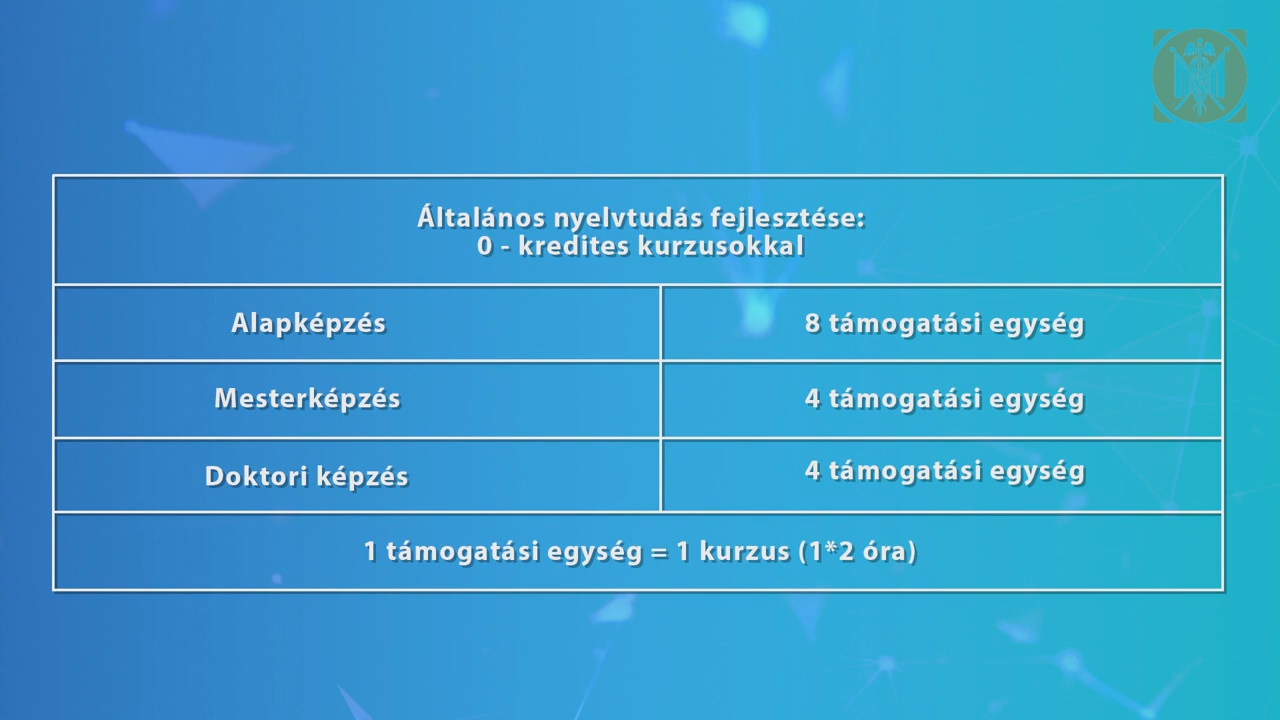 Általános nyelvtudás fejlesztése:
0 - kredites kurzusokkal
Alapképzés
8 támogatási egység
Mesterképzés
4 támogatási egység
Doktori képzés
4 támogatási egység
1 támogatási egység = 1 kurzus (1*2 óra)